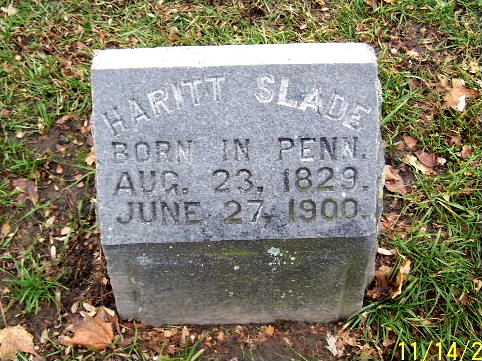 HARITT SLADE
BORN IN PENN.
AUG. 23, 1829.
JUNE 27, 1900.
11/14/2